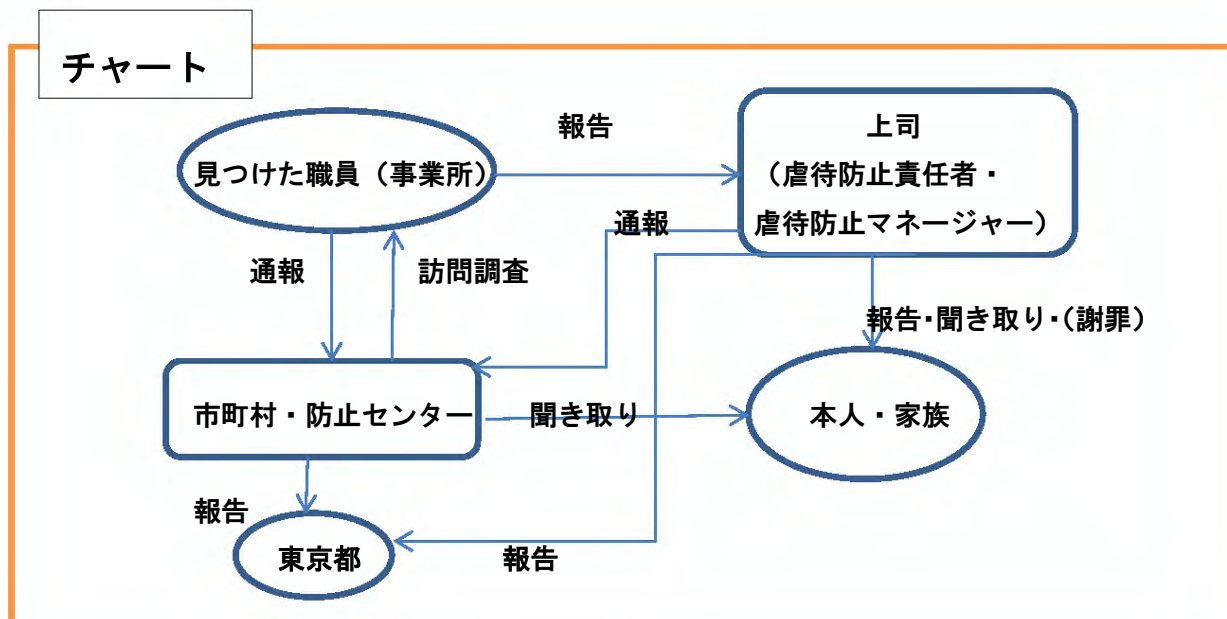 チャート
報告
上司
見つけた職員（事業所）
（虐待防止責任者・
虐待防止マネージャー）
通報
通報
訪問調査
報告・聞き取り・（謝罪）
市町村・防止センター
聞き取り
本人・家族
報告
東京都
報告